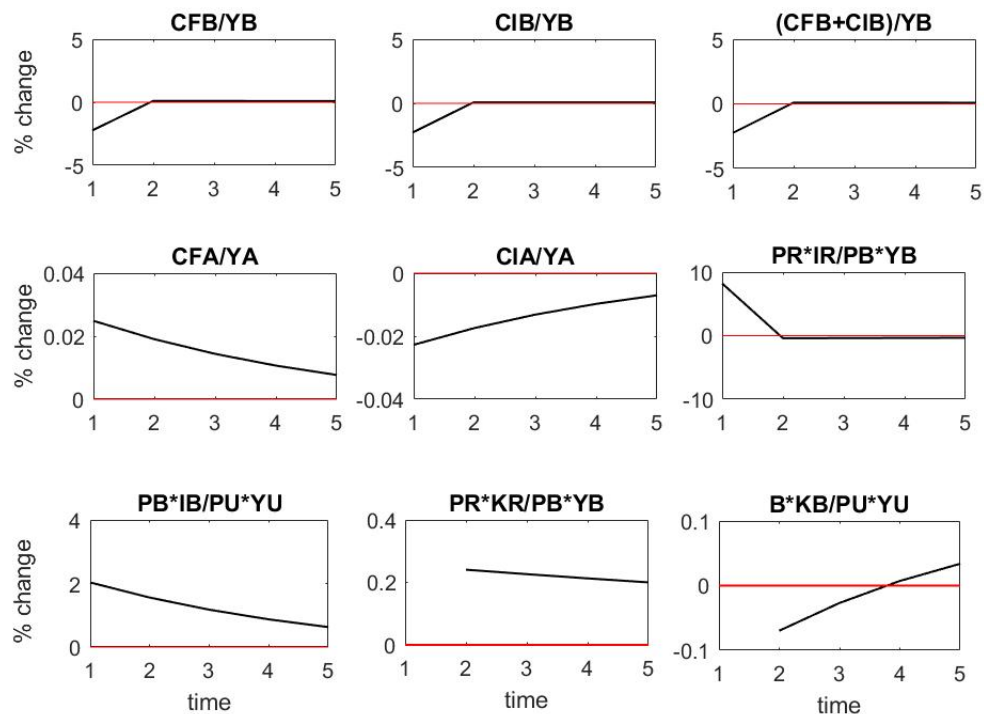 CFB/YB
CIB/YB
(CFB+CIB)/YB
% change
5
0
-5
1 2 3 4 5
5
0
-5
1 2 3 4 5
5
0
-5
1 2 3 4 5
CFA/YA
CIA/YA
PR*IR/PB*YB
% change
0.04
0.02
0
1 2 3 4 5
0
-0.02
-0.04
1 2 3 4 5
10
0
-10
1 2 3 4 5
PB*IB/PU*YU
PR*KR/PB*YB
B*KB/PU*YU
% change
4
2
0
1 2 3 4 5
time
0.4
0.2
0
1 2 3 4 5
time
0.1
0
-0.1
1 2 3 4 5
time